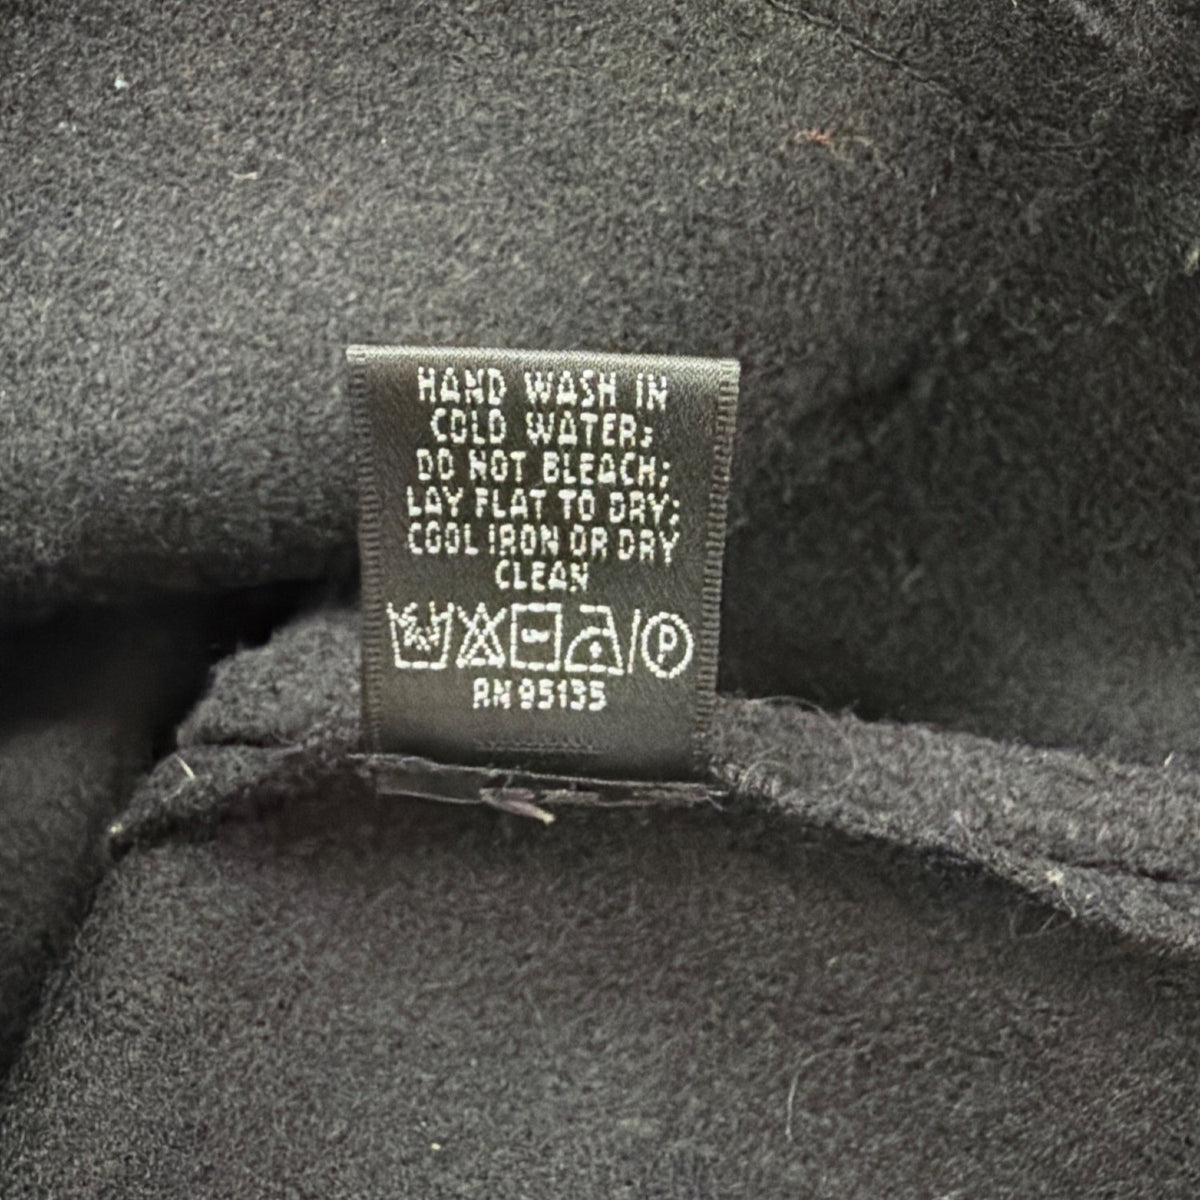 HAND WASH IN
COLD WATER;
DO NOT BLEACH;
LAY FLAT TO DRY;
COOL IRON OR DRY
CLEAN
P
RN 95135